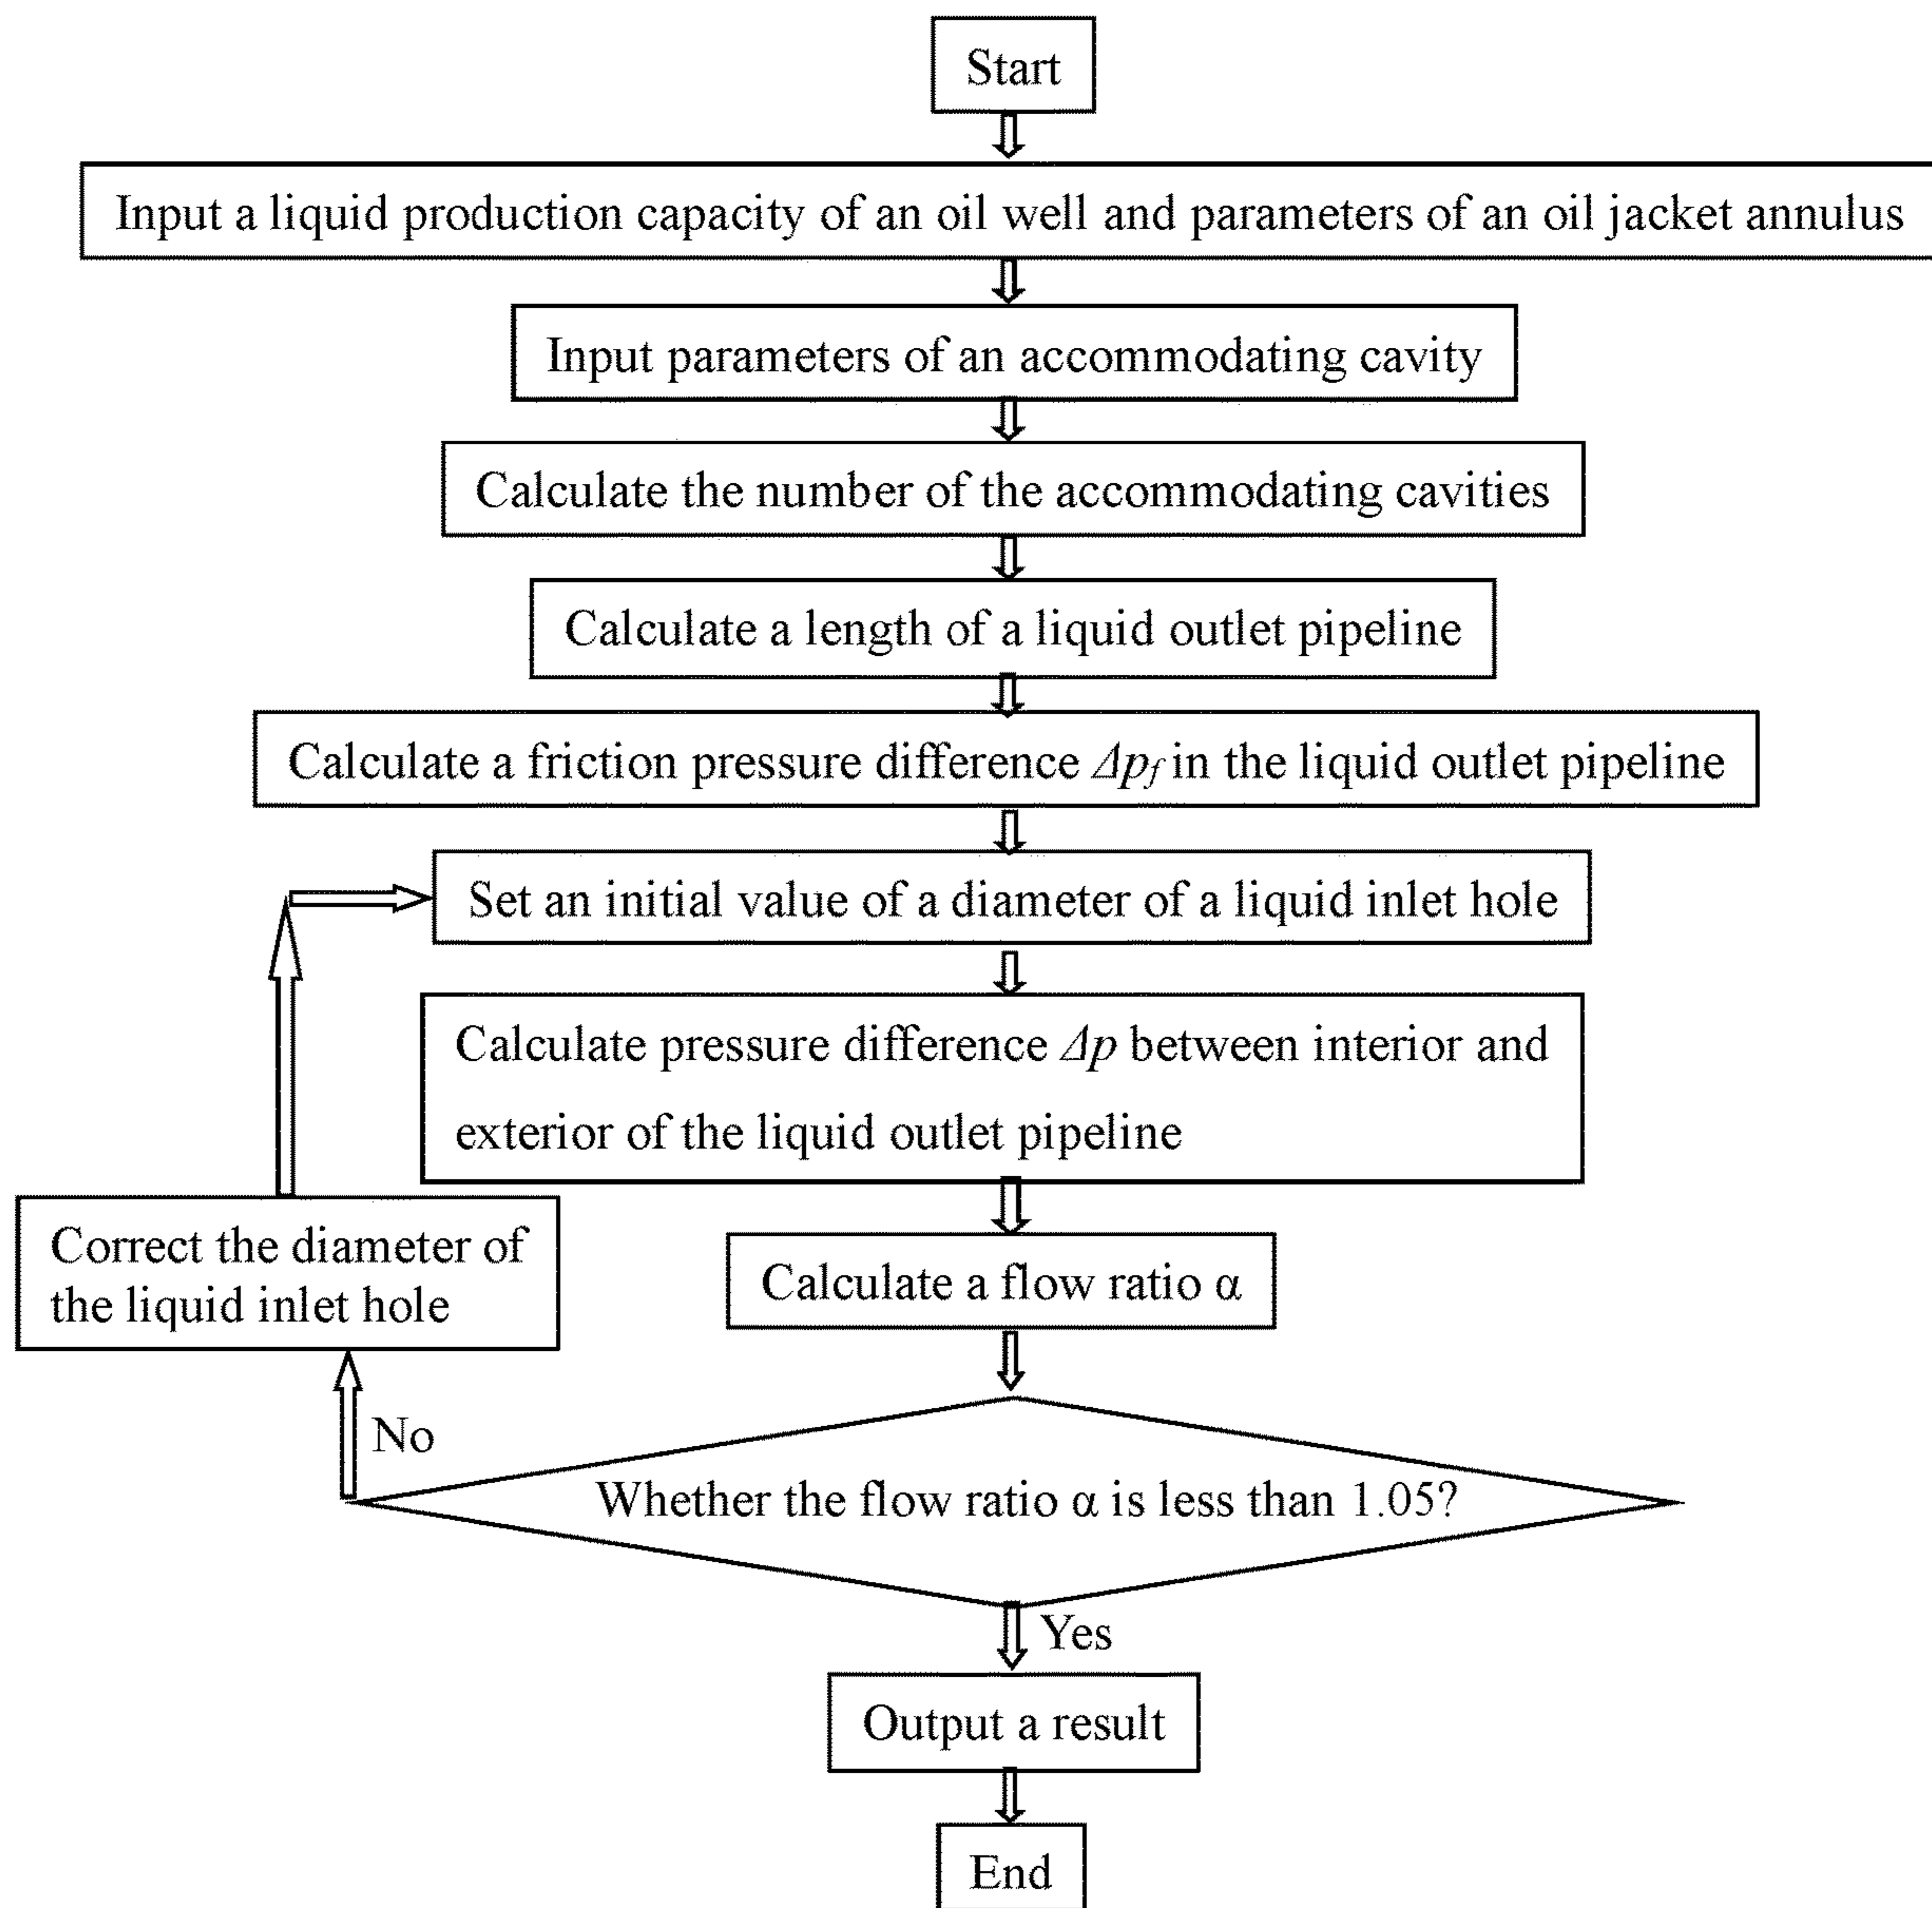 Start
Input a liquid production capacity of an oil well and parameters of an oil jacket annulus
Input parameters of an accommodating cavity
Calculate the number of the accommodating cavities
Calculate a length of a liquid outlet pipeline
Calculate a friction pressure difference Δpf in the liquid outlet pipeline
Set an initial value of a diameter of a liquid inlet hole
Calculate pressure difference Δp between interior and
exterior of the liquid outlet pipeline
Correct the diameter of
the liquid inlet hole
Calculate a flow ratio α
No
Whether the flow ratio α is less than 1.05?
Yes
Output a result
End